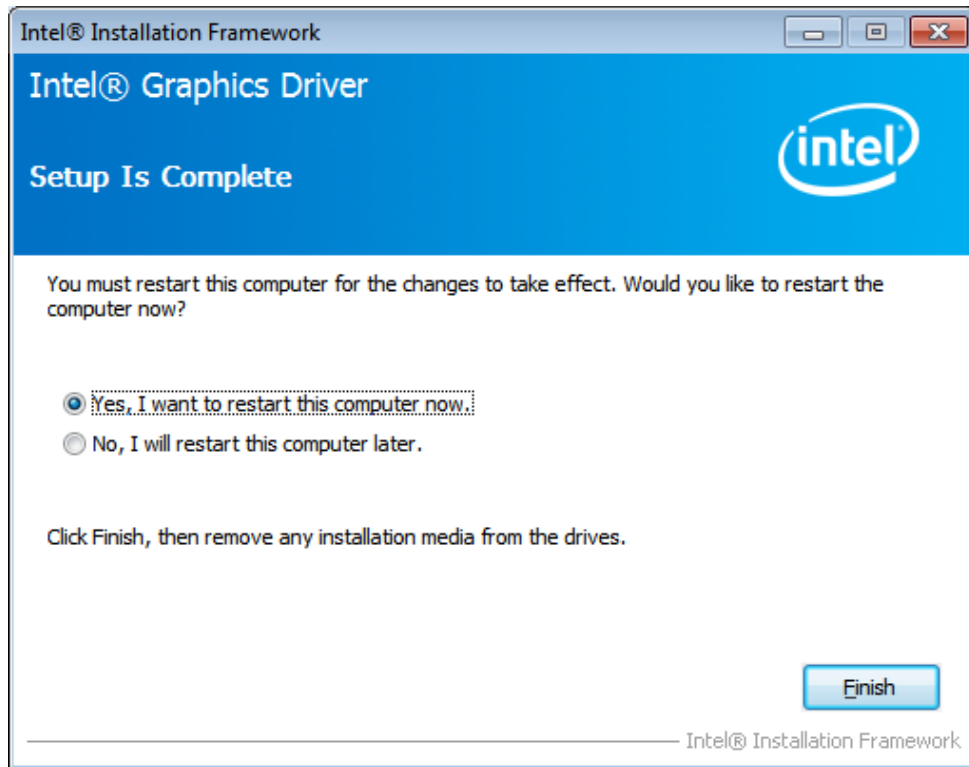 Intel® Installation Framework
Intel® Graphics Driver
intel®
Setup Is Complete
You must restart this computer for the changes to take effect. Would you like to restart the
computer now?
Yes, I want to restart this computer now.
No, I will restart this computer later.
Click Finish, then remove any installation media from the drives.
Finish
Intel® Installation Framework